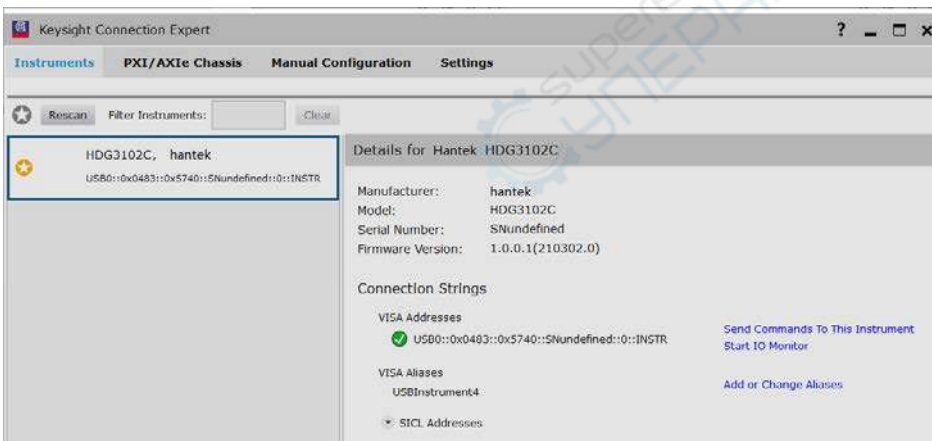 Keysight Connection Expert
?
Instruments PXI/AXIe Chassis Manual Configuration Settings
Rescan Filter Instruments: Clear
HDG3102C, hantek
USB0::0x0483::0x5740::SNundefined::0::INSTR
Details for Hantek HDG3102C
Manufacturer: hantek
Model: HDG3102C
Serial Number: SNundefined
Firmware Version: 1.0.0.1(210302.0)
Connection Strings
VISA Addresses
USB0::0x0483::0x5740::SNundefined::0::INSTR
Send Commands To This Instrument
Start IO Monitor
VISA Aliases
USBInstrument4
Add or Change Aliases
SICL Addresses